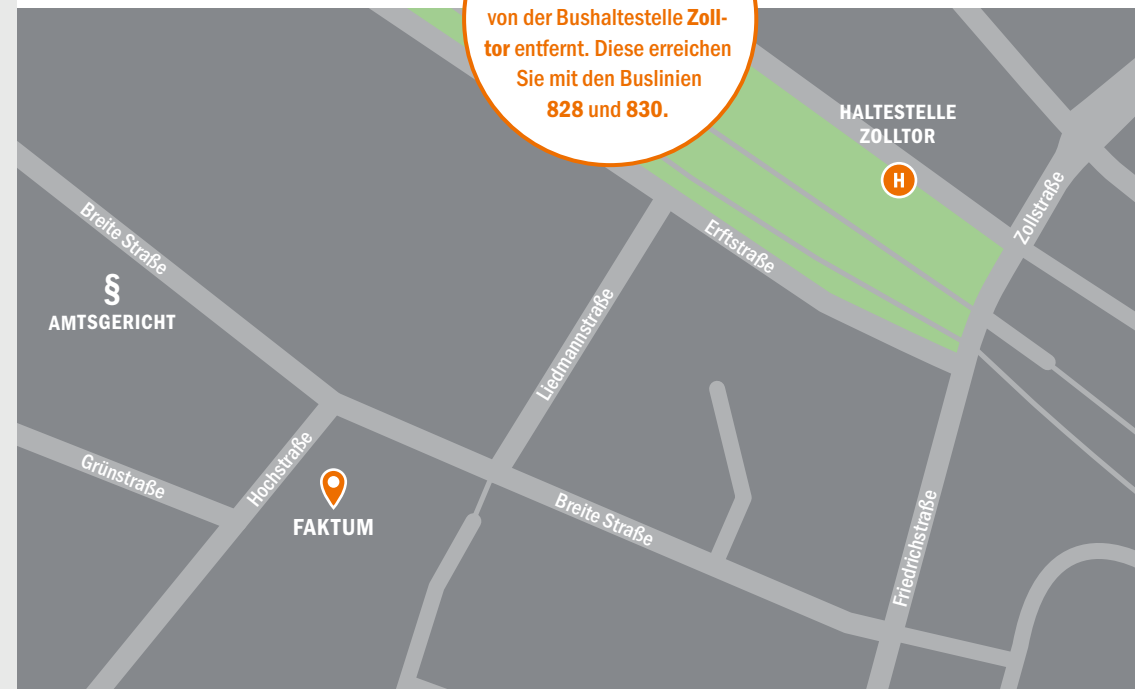 von der Bushaltestelle Zoll-
tor entfernt. Diese erreichen
Sie mit den Buslinien
828 und 830.
HALTESTELLE
ZOLLTOR
H
Zollstraße
Breite Straße
Erftstraße
§
AMTSGERICHT
Liedmannstraße
Hochstraße
Grünstraße
FAKTUM
Breite Straße
Friedrichstraße